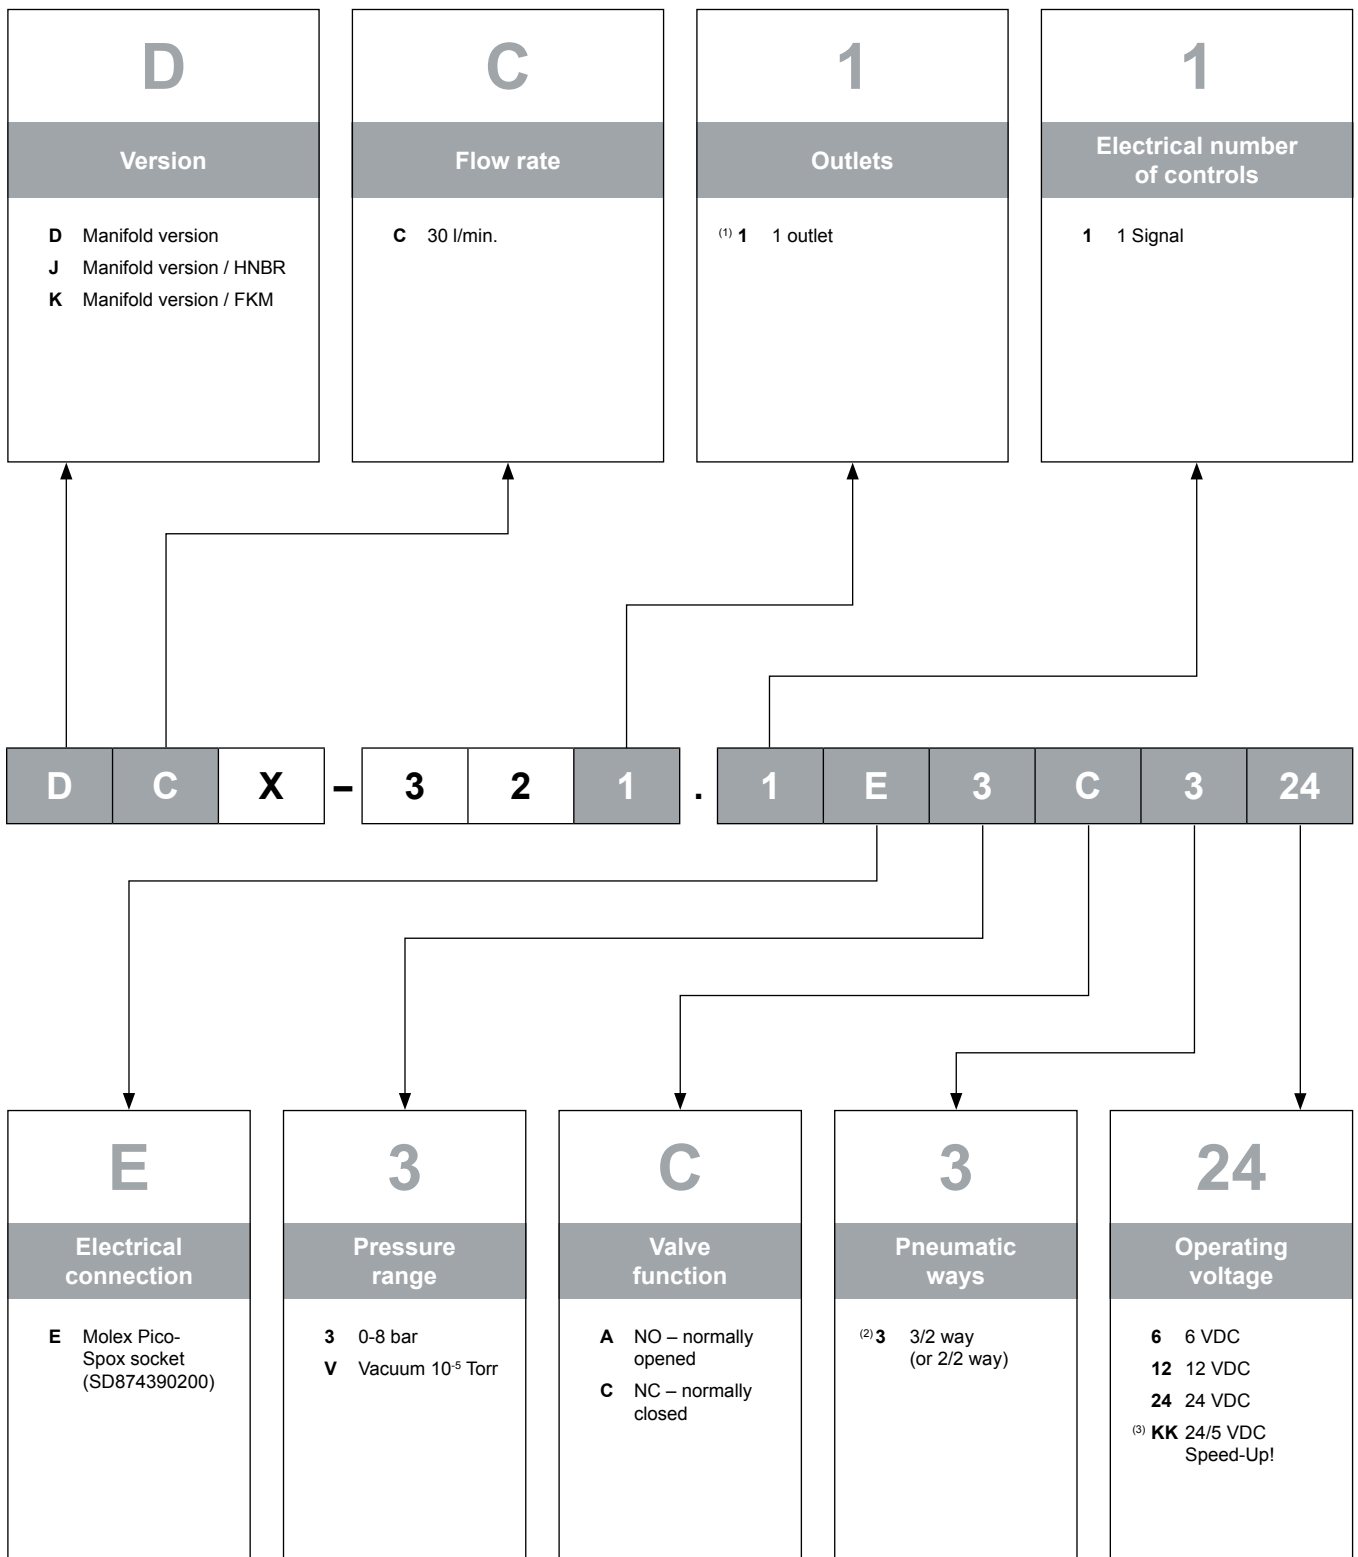 D
Version
D Manifold version
J Manifold version / HNBR
K Manifold version / FKM
C
Flow rate
C 30 l/min.
1
Outlets
(1) 1 1 outlet
1
Electrical number
of controls
1 1 Signal
D C X – 3 2 1 . 1 E 3 C 3 24
E
Electrical
connection
E Molex Pico-
Spox socket
(SD874390200)
3
Pressure
range
3 0-8 bar
V Vacuum 10-5 Torr
C
Valve
function
A NO – normally
opened
C NC – normally
closed
3
Pneumatic
ways
(2) 3 3/2 way
(or 2/2 way)
24
Operating
voltage
6 6 VDC
12 12 VDC
24 24 VDC
(3) KK 24/5 VDC
Speed-Up!